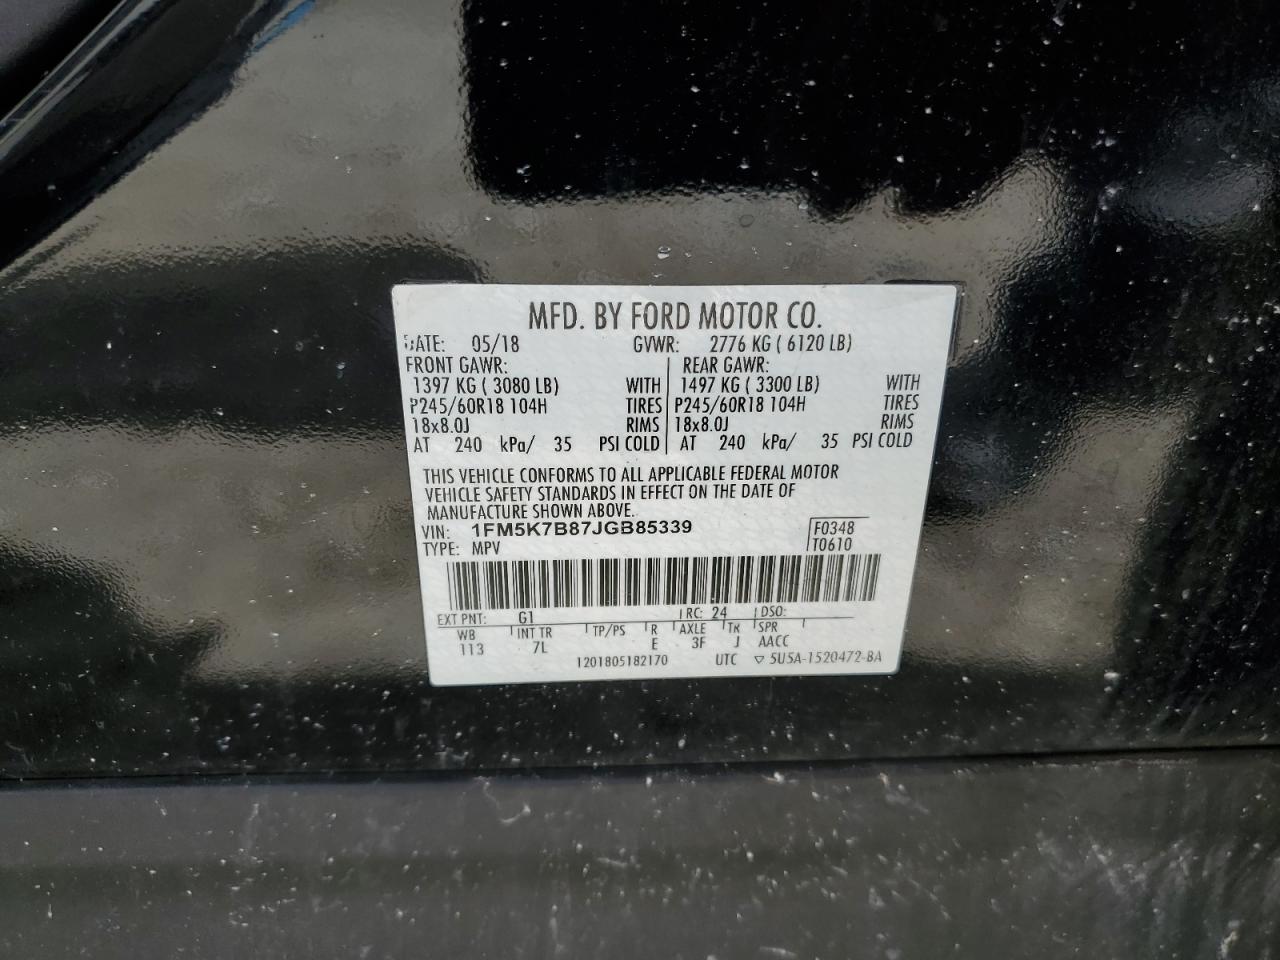 MFD. BY FORD MOTOR CO.
DATE: 05/18 GVWR: 2776 KG ( 6120 LB)
FRONT GAWR: REAR GAWR:
1397 KG ( 3080 LB) WITH 1497 KG ( 3300 LB) WITH
P245/60R18 104H TIRES P245/60R18 104H TIRES
18x8.0J RIMS 18x8.0J RIMS
AT 240 kPa/ 35 PSI COLD AT 240 kPa/ 35 PSI COLD
THIS VEHICLE CONFORMS TO ALL APPLICABLE FEDERAL MOTOR
VEHICLE SAFETY STANDARDS IN EFFECT ON THE DATE OF
MANUFACTURE SHOWN ABOVE.
VIN: 1FM5K7B87JGB85339 F0348
TYPE: MPV T0610
EXT PNT: G1 RC: 24 DSO:
WB INT TR TP/PS R AXLE TR SPR
113 7L E 3F J AACC
1201805182170 UTC ▽ 5U5A-1520472-BA